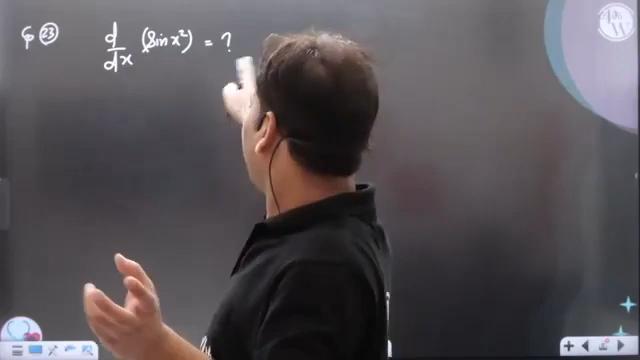 Q (23) d/dx (Sin x²) = ?
W